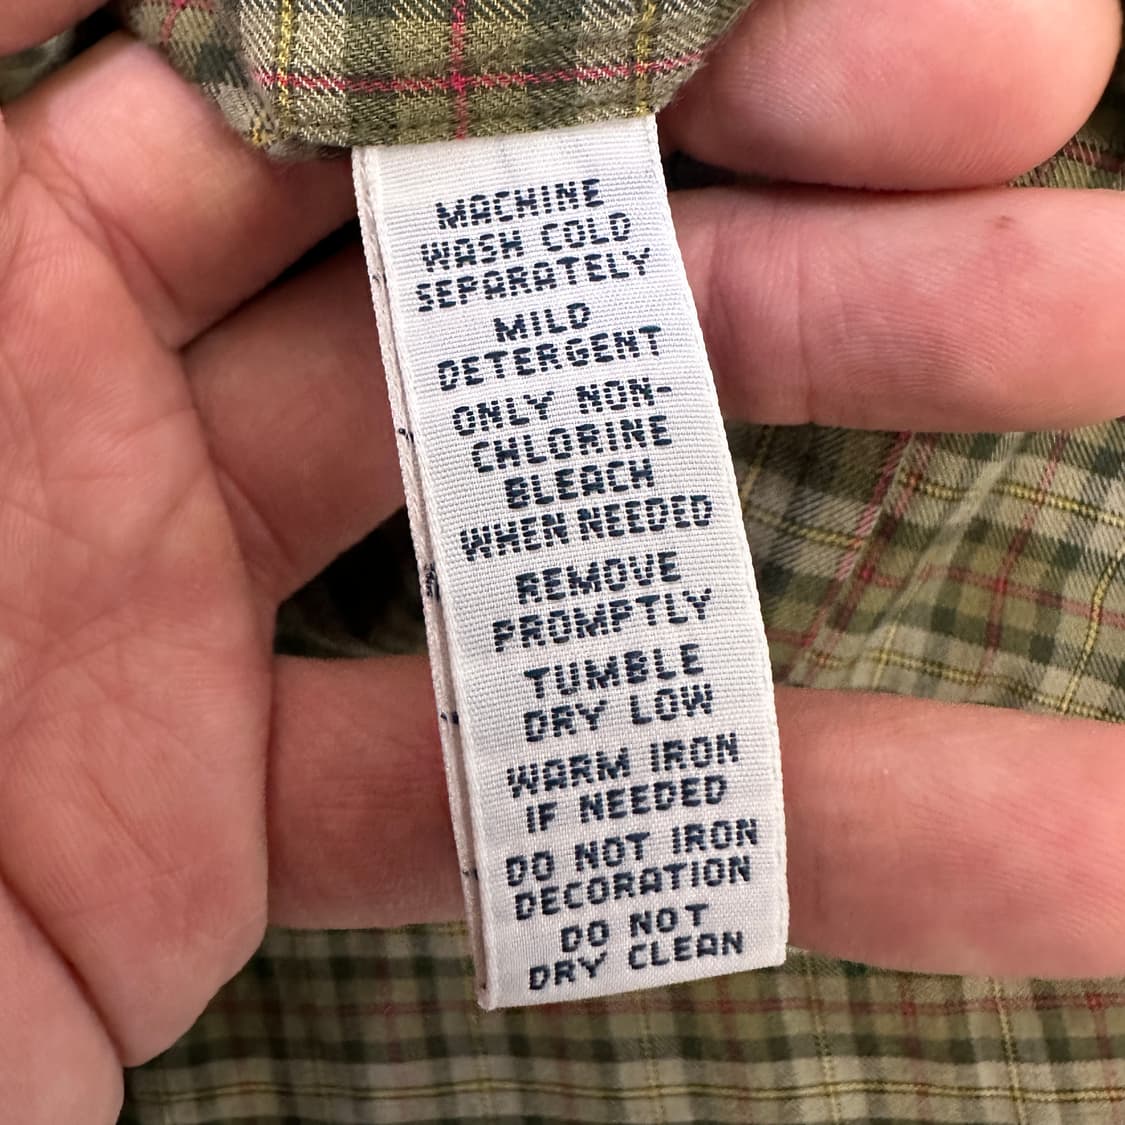 MACHINE
WASH COLD
SEPARATELY
MILD
DETERGENT
ONLY NON-
CHLORINE
BLEACH
WHEN NEEDED
REMOVE
PROMPTLY
TUMBLE
DRY LOW
WARM IRON
IF NEEDED
DO NOT IRON
DECORATION
DO NOT
DRY CLEAN